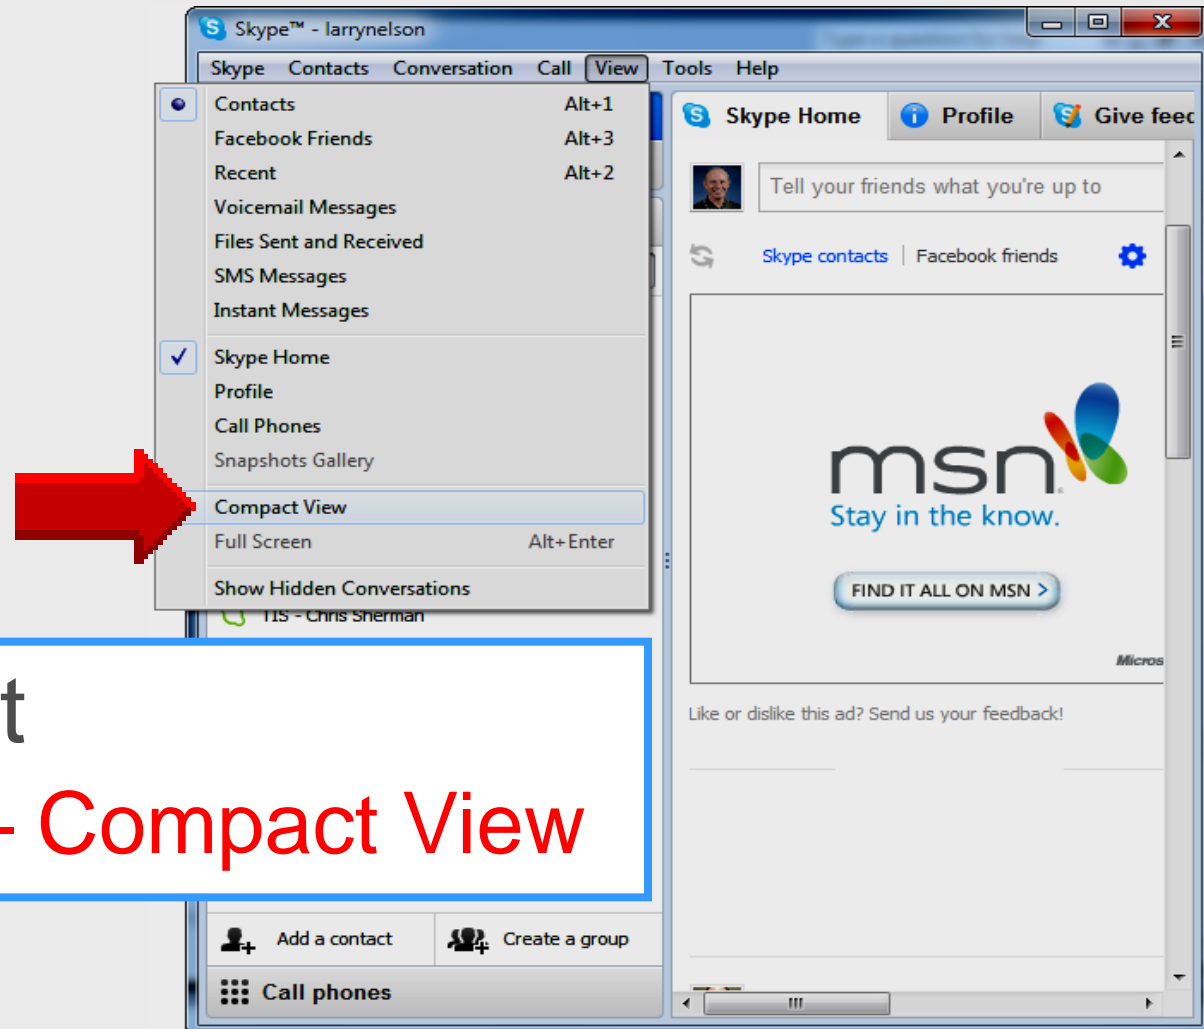 Skype™ - larrynelson
Skype Contacts Conversation Call View Tools Help
Contacts Alt+1
Facebook Friends Alt+3
Recent Alt+2
Voicemail Messages
Files Sent and Received
SMS Messages
Instant Messages
Skype Home
Profile
Call Phones
Snapshots Gallery
Compact View
Full Screen Alt+Enter
Show Hidden Conversations
TIS - Chris Sherman
t
- Compact View
Add a contact Create a group
Call phones
Skype Home Profile Give feec
Tell your friends what you're up to
Skype contacts | Facebook friends
msn
Stay in the know.
FIND IT ALL ON MSN >
Micros
Like or dislike this ad? Send us your feedback!